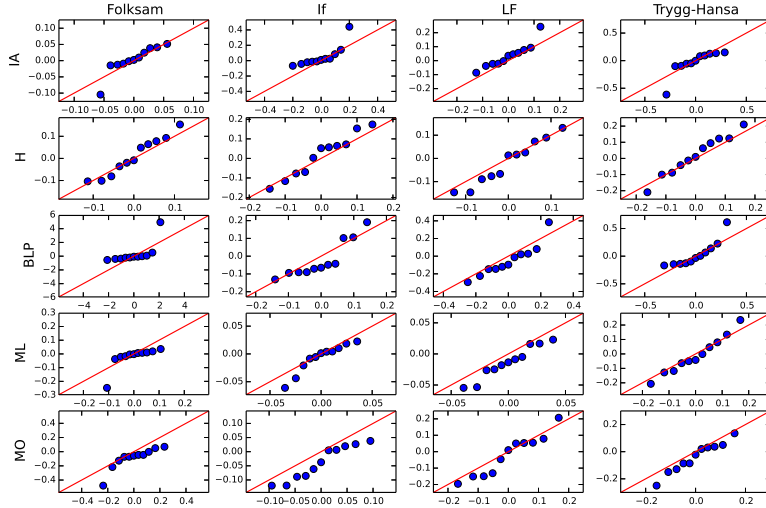 Folksam If LF Trygg-Hansa
IA
0.10 0.05 0.00 −0.05 −0.10
−0.10 −0.05 0.00 0.05 0.10
0.4 0.2 0.0 −0.2 −0.4
−0.4 −0.2 0.0 0.2 0.4
0.2 0.1 0.0 −0.1 −0.2
−0.2 −0.1 0.0 0.1 0.2
0.5 0.0 −0.5
−0.5 0.0 0.5
H
0.1 0.0 −0.1
−0.1 0.0 0.1
0.2 0.1 0.0 −0.1 −0.2
−0.2 −0.1 0.0 0.1 0.2
0.1 0.0 −0.1
−0.1 0.0 0.1
0.2 0.1 0.0 −0.1 −0.2
−0.2 −0.1 0.0 0.1 0.2
BLP
6 4 2 0 −2 −4 −6
−4 −2 0 2 4
0.2 0.1 0.0 −0.1 −0.2
−0.2 −0.1 0.0 0.1 0.2
0.4 0.2 0.0 −0.2 −0.4
−0.4 −0.2 0.0 0.2 0.4
0.5 0.0 −0.5
−0.5 0.0 0.5
ML
0.3 0.2 0.1 0.0 −0.1 −0.2 −0.3
−0.2 0.0 0.2
0.05 0.00 −0.05
−0.05 0.00 0.05
0.05 0.00 −0.05
−0.05 0.00 0.05
0.2 0.1 0.0 −0.1 −0.2
−0.2 −0.1 0.0 0.1 0.2
MO
0.4 0.2 0.0 −0.2 −0.4
−0.4 −0.2 0.0 0.2 0.4
0.10 0.05 0.00 −0.05 −0.10
−0.10 −0.05 0.00 0.05 0.10
0.2 0.1 0.0 −0.1 −0.2
−0.2 −0.1 0.0 0.1 0.2
0.2 0.0 −0.2
−0.2 −0.1 0.0 0.1 0.2